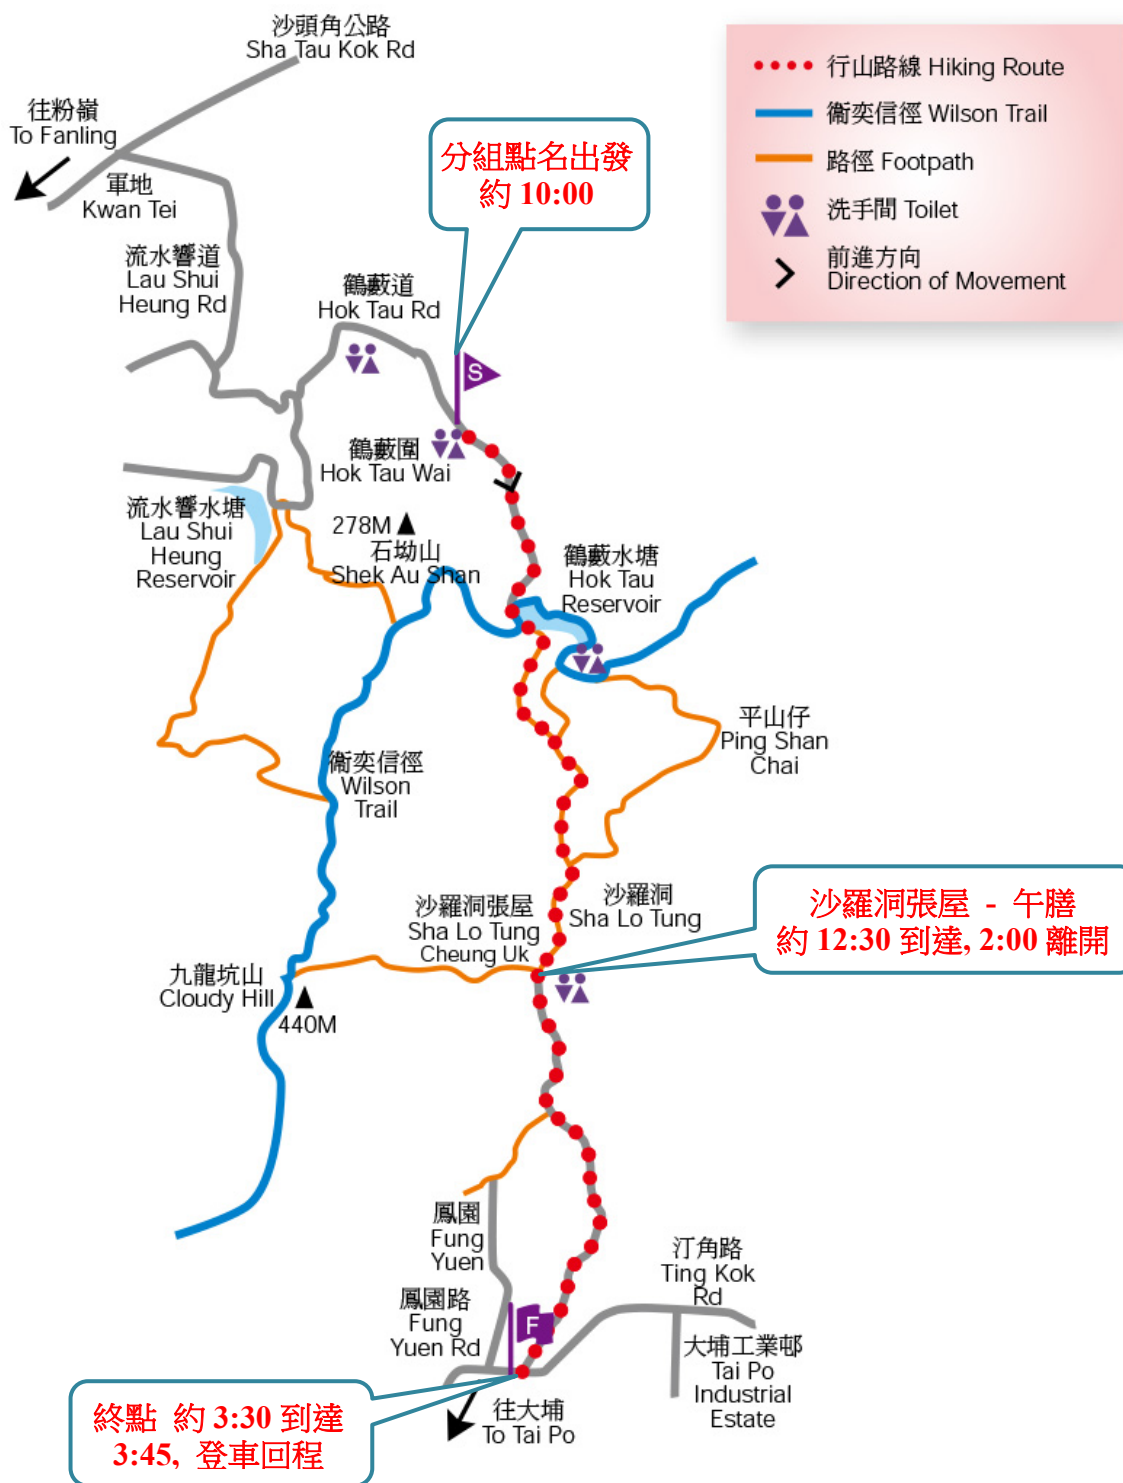 沙頭角公路
Sha Tau Kok Rd
行山路線 Hiking Route
衞奕信徑 Wilson Trail
路徑 Footpath
洗手間 Toilet
前進方向
Direction of Movement
往粉嶺
To Fanling
分組點名出發
約 10:00
軍地
Kwan Tei
流水響道
Lau Shui
Heung Rd
鶴藪道
Hok Tau Rd
S
鶴藪圍
Hok Tau Wai
流水響水塘
Lau Shui
Heung
Reservoir
278M
石坳山
Shek Au Shan
鶴藪水塘
Hok Tau
Reservoir
平山仔
Ping Shan
Chai
衞奕信徑
Wilson
Trail
沙羅洞張屋
Sha Lo Tung
Cheung Uk
沙羅洞
Sha Lo Tung
沙羅洞張屋 - 午膳
約 12:30 到達, 2:00 離開
九龍坑山
Cloudy Hill
440M
鳳園
Fung
Yuen
汀角路
Ting Kok
Rd
鳳園路
Fung
Yuen Rd
F
大埔工業邨
Tai Po
Industrial
Estate
終點 約 3:30 到達
3:45, 登車回程
往大埔
To Tai Po